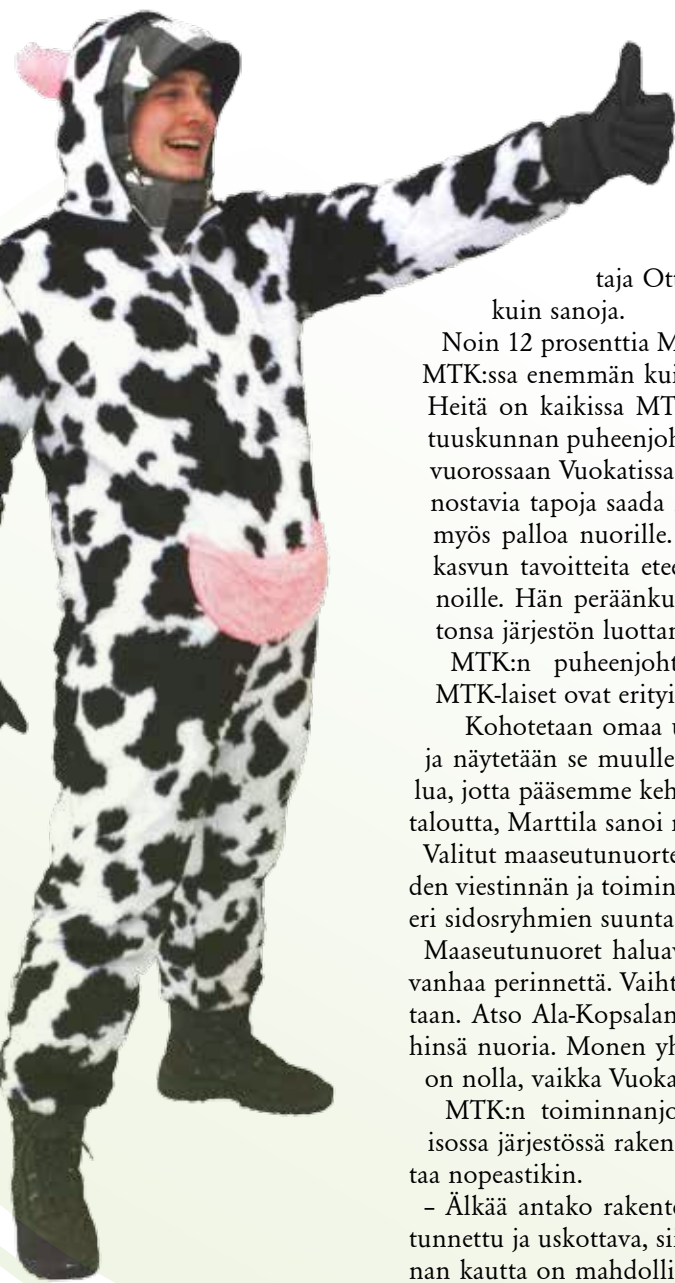 taja Ott
kuin sanoja.
Noin 12 prosenttia M
MTK:ssa enemmän kui
Heitä on kaikissa MT
tuuskunnan puheenjoh
vuorossaan Vuokatissa
nostavia tapoja saada
myös palloa nuorille.
kasvun tavoitteita etee
noille. Hän peräänku
tonsa järjestön luottan
MTK:n puheenjoht
MTK-laiset ovat erityi
Kohotetaan omaa u
ja näytetään se muulle
lua, jotta pääsemme keh
taloutta, Marttila sanoi n
Valitut maaseutunuorte
den viestinnän ja toimin
eri sidosryhmien suunta
Maaseutunuoret haluav
vanhaa perinnettä. Vaiht
taan. Atso Ala-Kopsalan
hinsä nuoria. Monen yh
on nolla, vaikka Vuoka
MTK:n toiminnanjo
isossa järjestössä raken
taa nopeastikin.
– Älkää antako rakente
tunnettu ja uskottava, sii
nan kautta on mahdolli